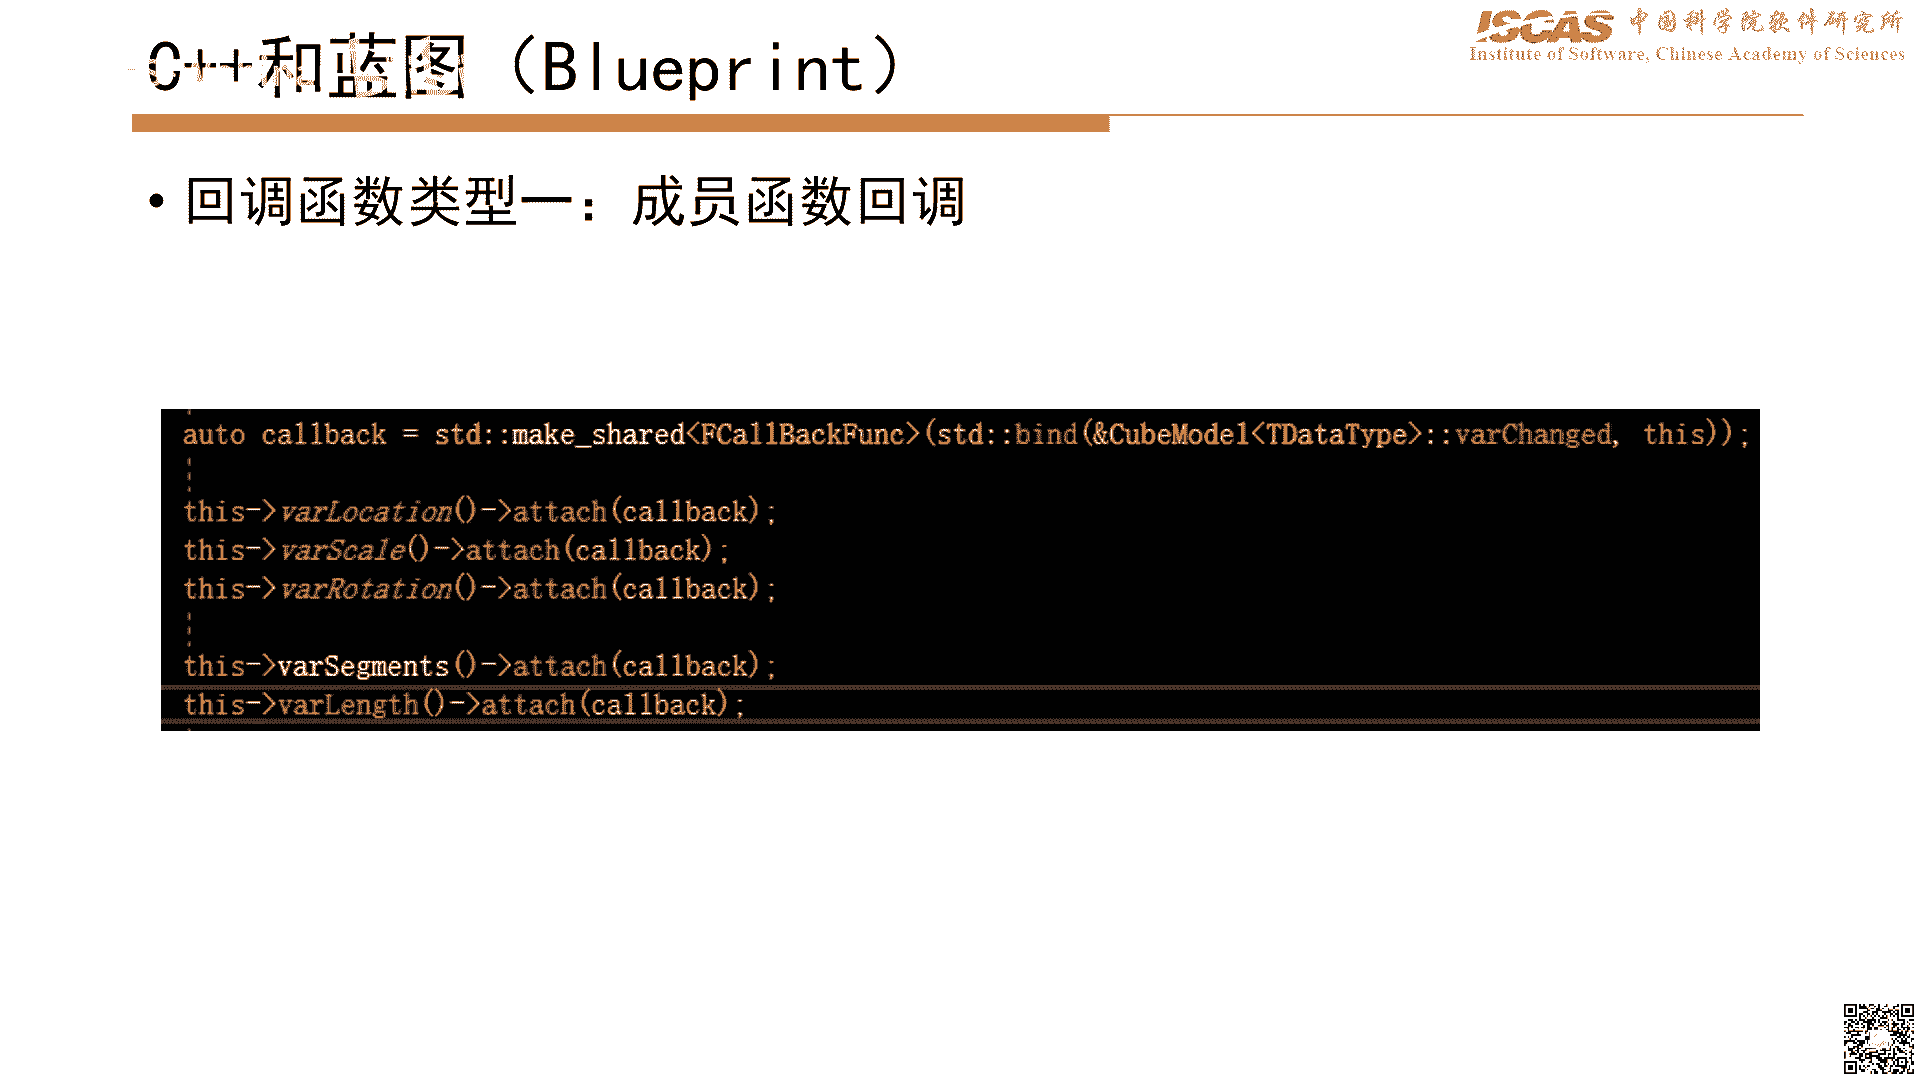 ISCAS 中国科学院软件研究所
Institute of Software, Chinese Academy of Sciences
C++和蓝图（Blueprint）
• 回调函数类型一：成员函数回调
auto callback = std::make_shared<FCallBackFunc>(std::bind(&CubeModel<TDataType>::varChanged, this));
this->varLocation()->attach(callback);
this->varScale()->attach(callback);
this->varRotation()->attach(callback);
this->varSegments()->attach(callback);
this->varLength()->attach(callback);